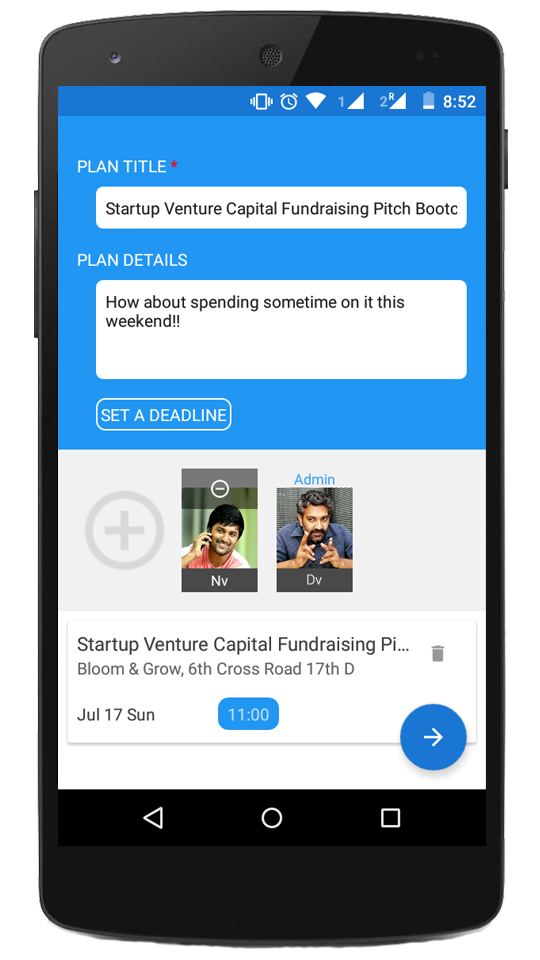 1 2 R 8:52
PLAN TITLE *
Startup Venture Capital Fundraising Pitch Bootc
PLAN DETAILS
How about spending sometime on it this
weekend!!
SET A DEADLINE
Admin
Nv
Dv
Startup Venture Capital Fundraising Pi...
Bloom & Grow, 6th Cross Road 17th D
Jul 17 Sun
11:00